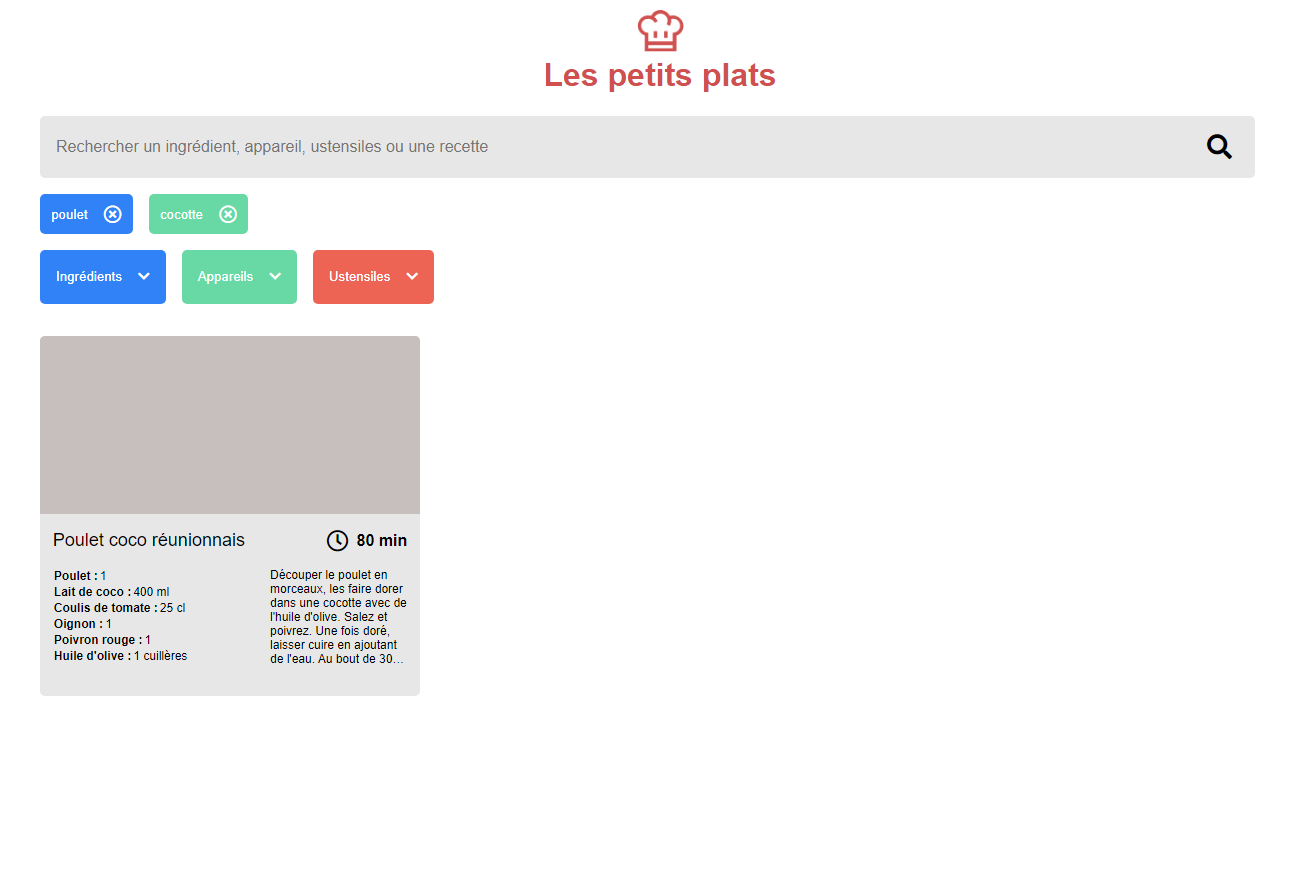 Les petits plats
Rechercher un ingrédient, appareil, ustensiles ou une recette
poulet
cocotte
Ingrédients
Appareils
Ustensiles
Poulet coco réunionnais
80 min
Poulet : 1
Lait de coco : 400 ml
Coulis de tomate : 25 cl
Oignon : 1
Poivron rouge : 1
Huile d'olive : 1 cuillères
Découper le poulet en
morceaux, les faire dorer
dans une cocotte avec de
l'huile d'olive. Salez et
poivrez. Une fois doré,
laisser cuire en ajoutant
de l'eau. Au bout de 30…